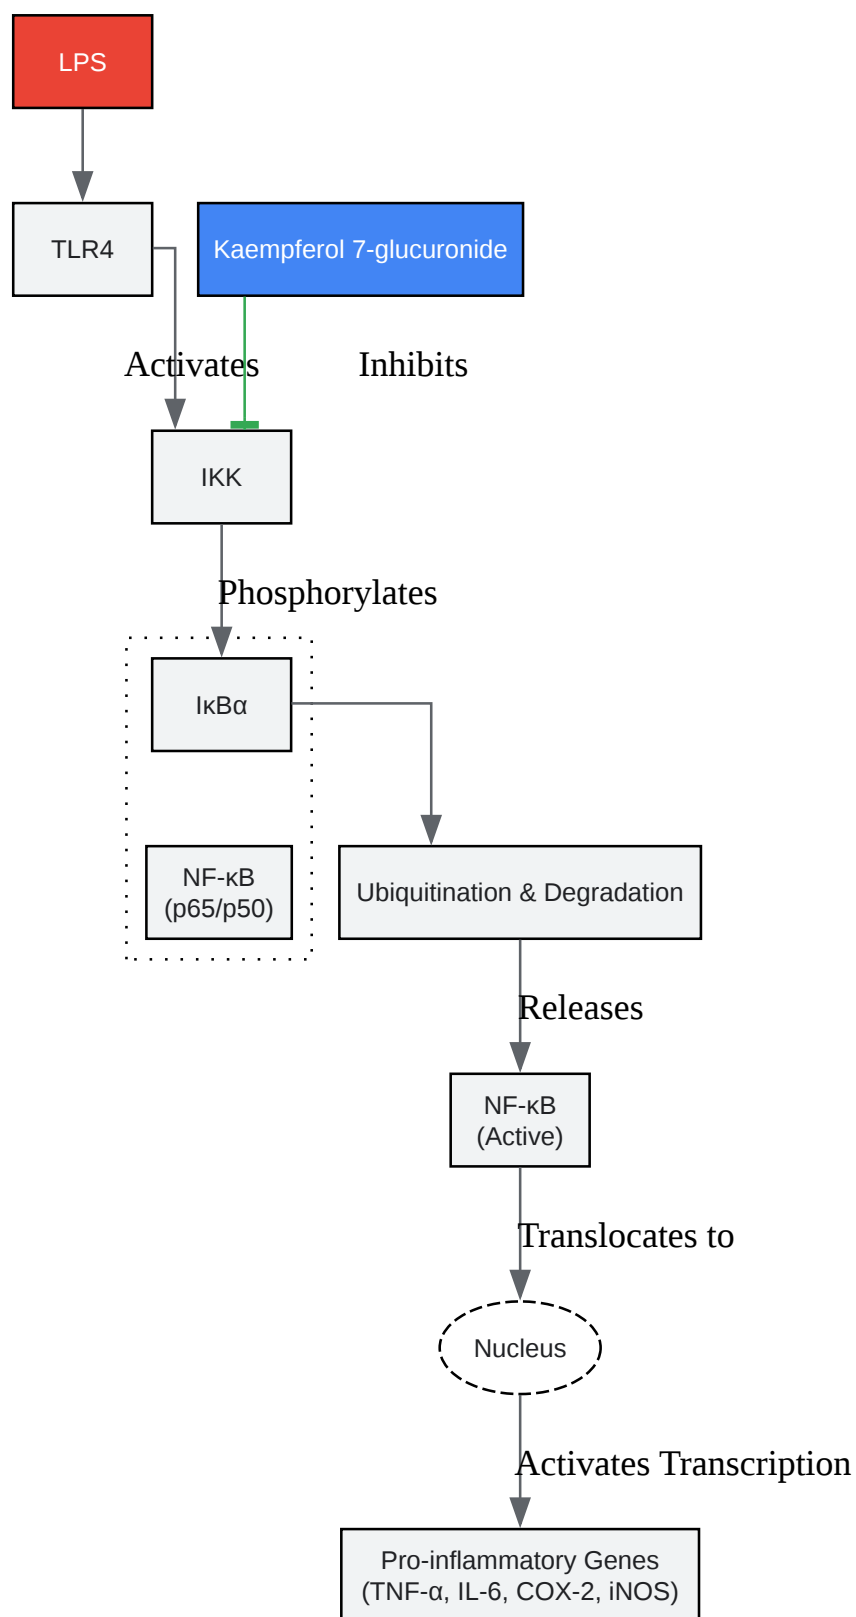 LPS
TLR4
Kaempferol 7-glucuronide
Activates
Inhibits
IKK
Phosphorylates
IκBα
NF-κB
(p65/p50)
Ubiquitination & Degradation
Releases
NF-κB
(Active)
Translocates to
Nucleus
Activates Transcription
Pro-inflammatory Genes
(TNF-α, IL-6, COX-2, iNOS)